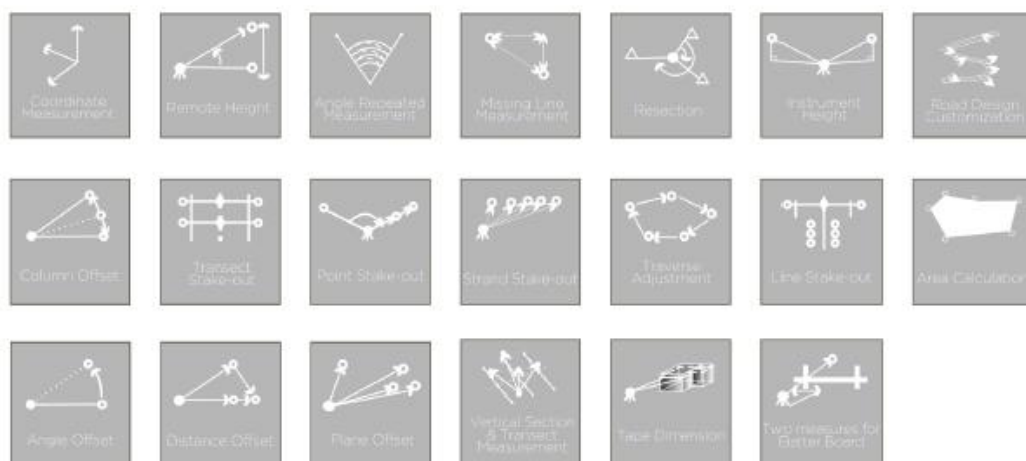 Coordinate
Measurement
Remote Height
Angle Repeated
Measurement
Missing Line
Measurement
Resection
Instrument
Height
Road Design
Customization
Column Offset
Transect
Stake-out
Point Stake-out
Strand Stake-out
Traverse
Adjustment
Line Stake-out
Area Calculation
Angle Offset
Distance Offset
Plane Offset
Vertical Section
& Transect
Measurement
Tape Dimension
Two measures for
Batter Board